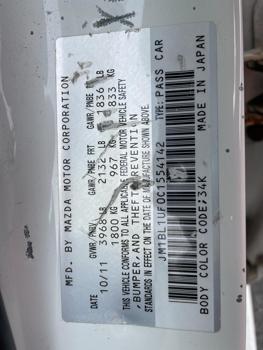 MFD. BY MAZDA MOTOR CORPORATION
DATE GVWR/PNBV GAWR/PNBE FRT GAWR/PNBE RR
10/11 3968 LB 2132 LB 1836 LB
1800 KG 967 KG 833 KG
THIS VEHICLE CONFORMS TO ALL APPLICABLE FEDERAL MOTOR VEHICLE SAFETY
, BUMPER, AND THEFT PREVENTION
STANDARDS IN EFFECT ON THE DATE OF MANUFACTURE SHOWN ABOVE.
JM1BL1UF0C1554142 TYPE: PASS CAR
BODY COLOR CODE;34K MADE IN JAPAN